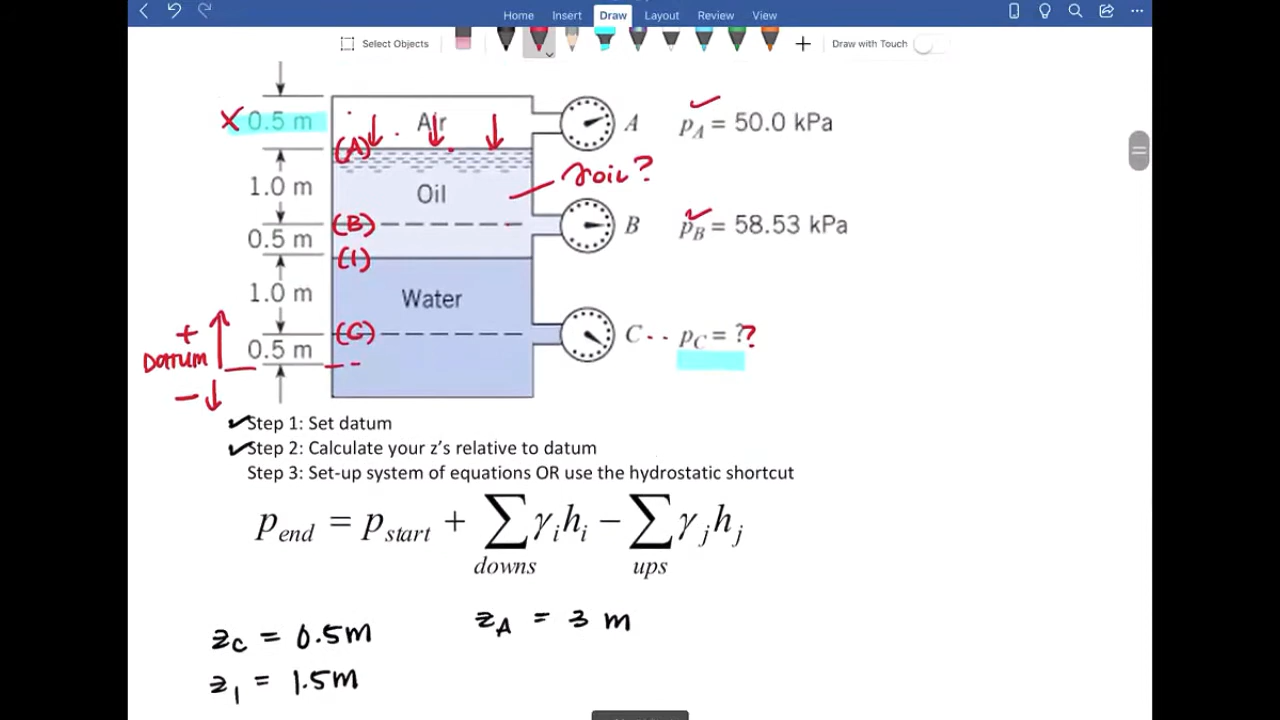 Home Insert Draw Layout Review View
Select Objects
Draw with Touch
X 0.5 m
Air
A
pA = 50.0 kPa
(A)
1.0 m
Oil
γoil?
(B)
B
pB = 58.53 kPa
0.5 m
(1)
1.0 m
Water
(C)
C.. pC = ??
+
DATUM
0.5 m
-
Step 1: Set datum
Step 2: Calculate your z's relative to datum
Step 3: Set-up system of equations OR use the hydrostatic shortcut
pend = pstart + ∑ γihi − ∑ γjhj
downs ups
zC = 0.5m
zA = 3 m
z1 = 1.5m